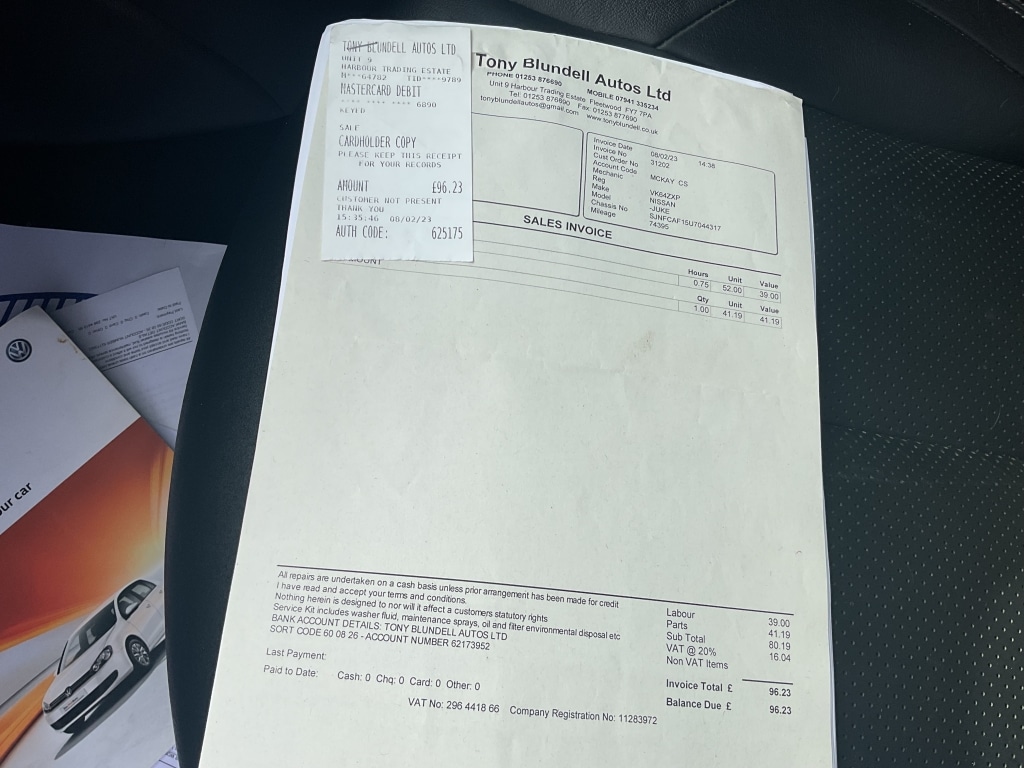 TONY BLUNDELL AUTOS LTD
UNIT 9
HARBOUR TRADING ESTATE
M***64782 TID****9789
MASTERCARD DEBIT
**** **** **** 6890
KEYED
SALE
CARDHOLDER COPY
PLEASE KEEP THIS RECEIPT
FOR YOUR RECORDS
AMOUNT £96.23
CUSTOMER NOT PRESENT
THANK YOU
15:35:46 08/02/23
AUTH CODE: 625175
Tony Blundell Autos Ltd
PHONE 01253 876690 MOBILE 07941 335234
Unit 9 Harbour Trading Estate Fleetwood FY7 7PA
Tel: 01253 876690 Fax: 01253 877690
tonyblundellautos@gmail.com www.tonyblundell.co.uk
Invoice Date 08/02/23 14:38
Invoice No 31202
Cust Order No
Account Code MCKAY CS
Mechanic
Reg VK64ZXP
Make NISSAN
Model -JUKE
Chassis No SJNFCAF15U7044317
Mileage 74395
SALES INVOICE
Hours Unit Value
0.75 52.00 39.00
Qty Unit Value
1.00 41.19 41.19
All repairs are undertaken on a cash basis unless prior arrangement has been made for credit
I have read and accept your terms and conditions.
Nothing herein is designed to nor will it affect a customers statutory rights
Service Kit includes washer fluid, maintenance sprays, oil and filter environmental disposal etc
BANK ACCOUNT DETAILS: TONY BLUNDELL AUTOS LTD
SORT CODE 60 08 26 - ACCOUNT NUMBER 62173952
Last Payment:
Paid to Date: Cash: 0 Chq: 0 Card: 0 Other: 0
Labour 39.00
Parts 41.19
Sub Total 80.19
VAT @ 20% 16.04
Non VAT Items
Invoice Total £ 96.23
Balance Due £ 96.23
VAT No: 296 4418 66 Company Registration No: 11283972
ur car